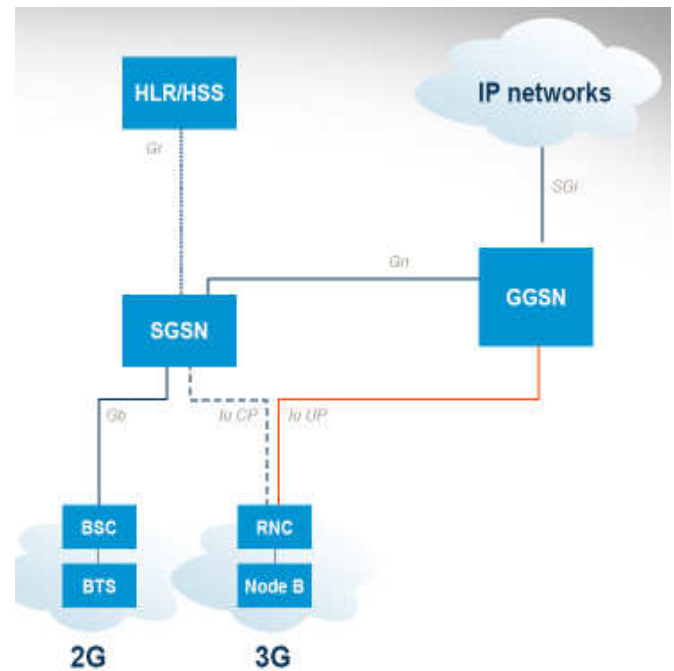 HLR/HSS
IP networks
Gr
SGi
Gn
GGSN
SGSN
Gb
Iu CP
Iu UP
BSC
RNC
BTS
Node B
2G
3G